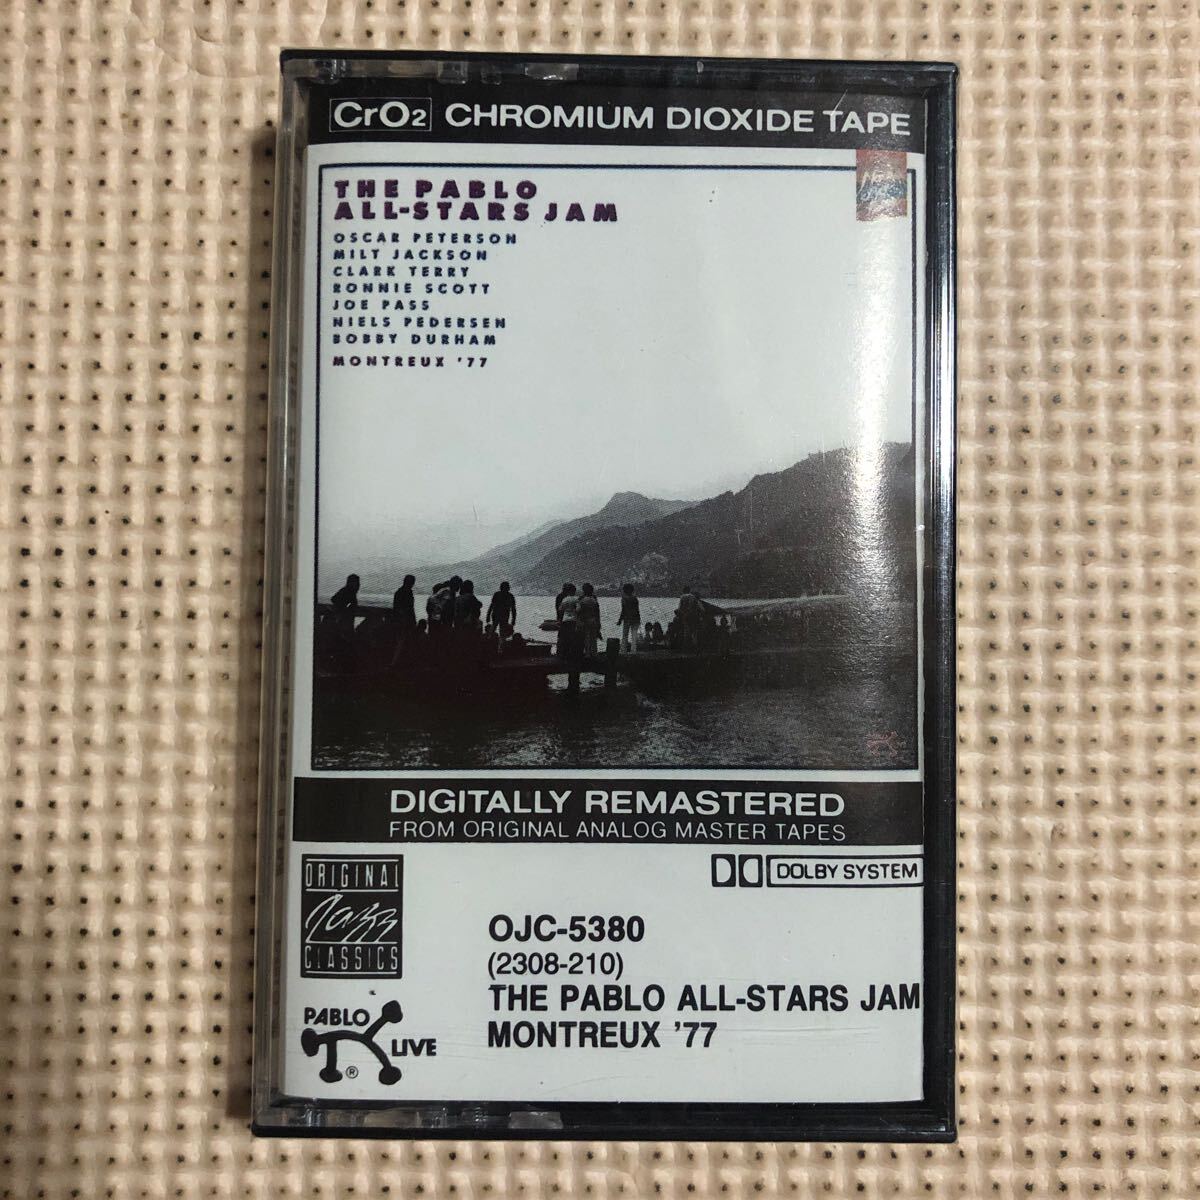 CrO2 CHROMIUM DIOXIDE TAPE
THE PABLO
ALL-STARS JAM
OSCAR PETERSON
MILT JACKSON
CLARK TERRY
RONNIE SCOTT
JOE PASS
NIELS PEDERSEN
BOBBY DURHAM
MONTREUX '77
DIGITALLY REMASTERED
FROM ORIGINAL ANALOG MASTER TAPES
DOLBY SYSTEM
ORIGINAL
Jazz
CLASSICS
OJC-5380
(2308-210)
THE PABLO ALL-STARS JAM
MONTREUX '77
PABLO
LIVE
®